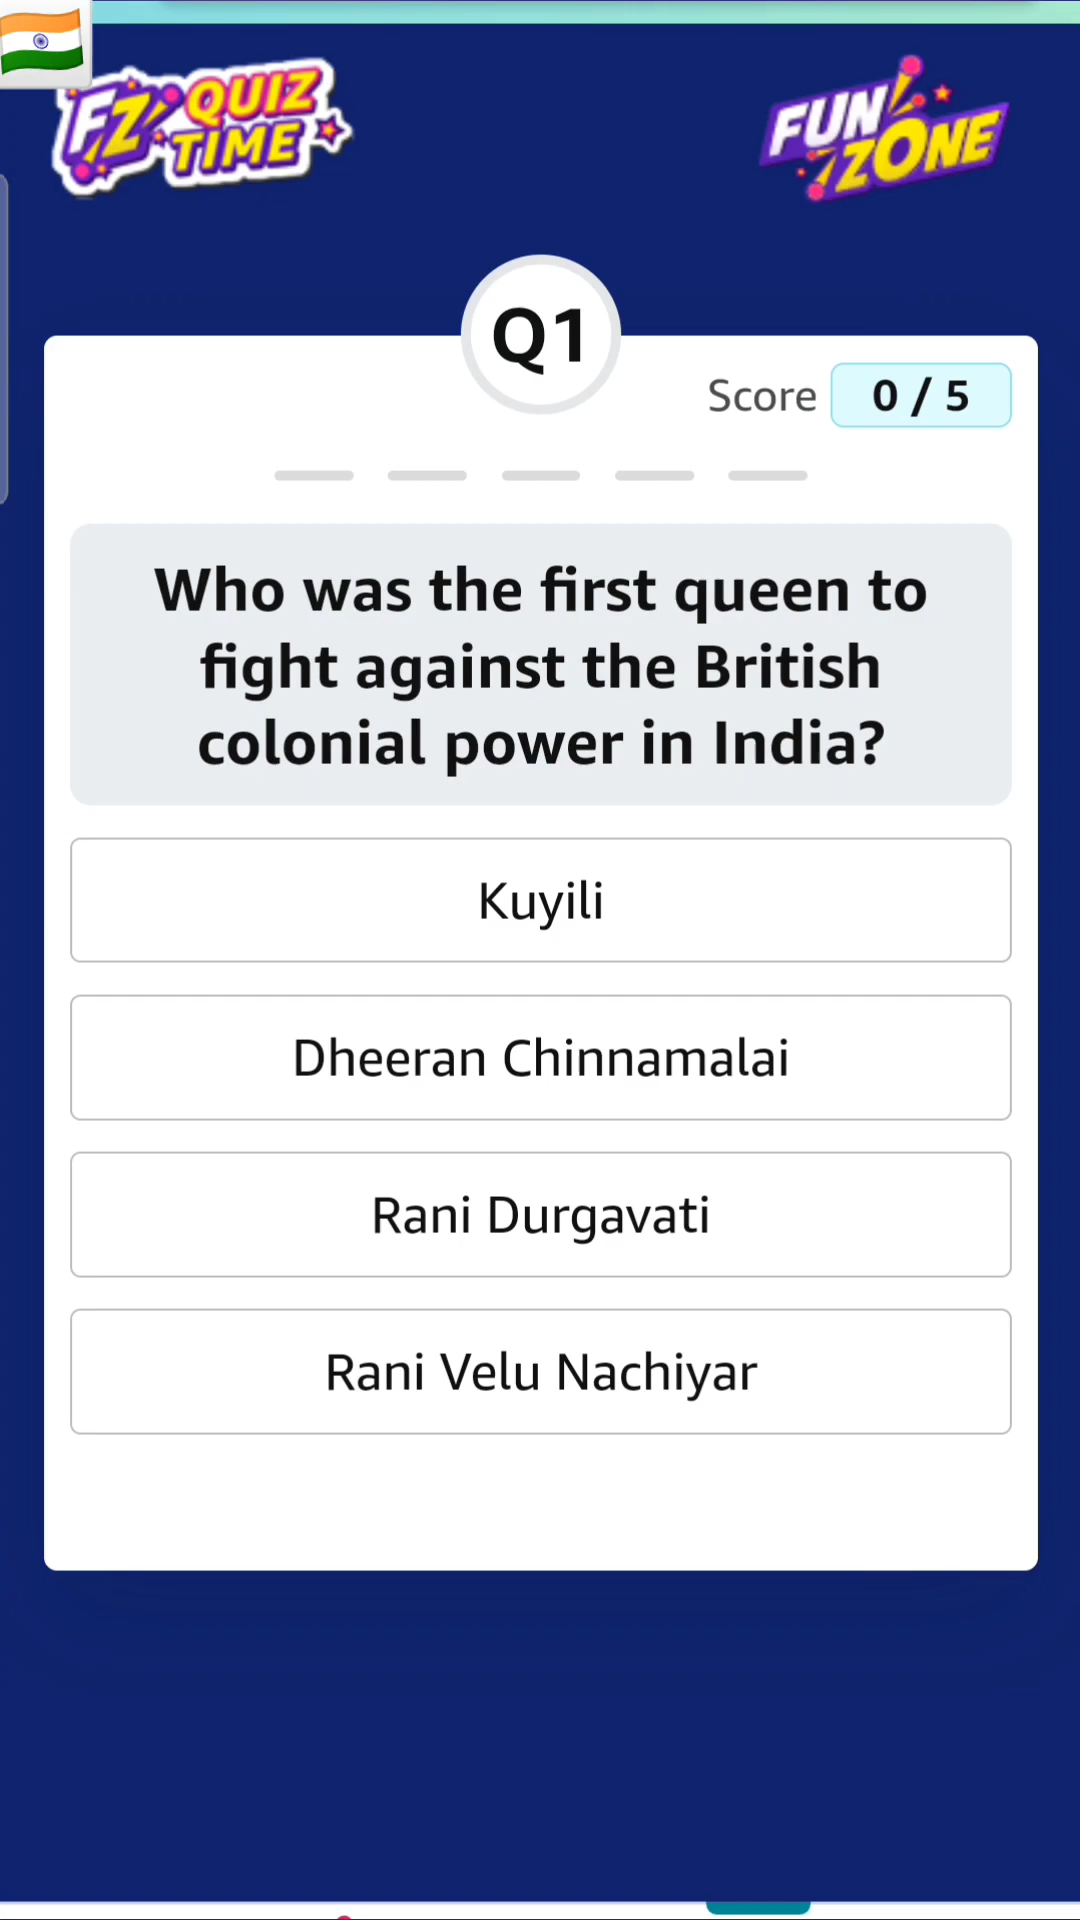 FZ QUIZ
TIME
FUN
ZONE
Q1
Score 0 / 5
Who was the first queen to
fight against the British
colonial power in India?
Kuyili
Dheeran Chinnamalai
Rani Durgavati
Rani Velu Nachiyar